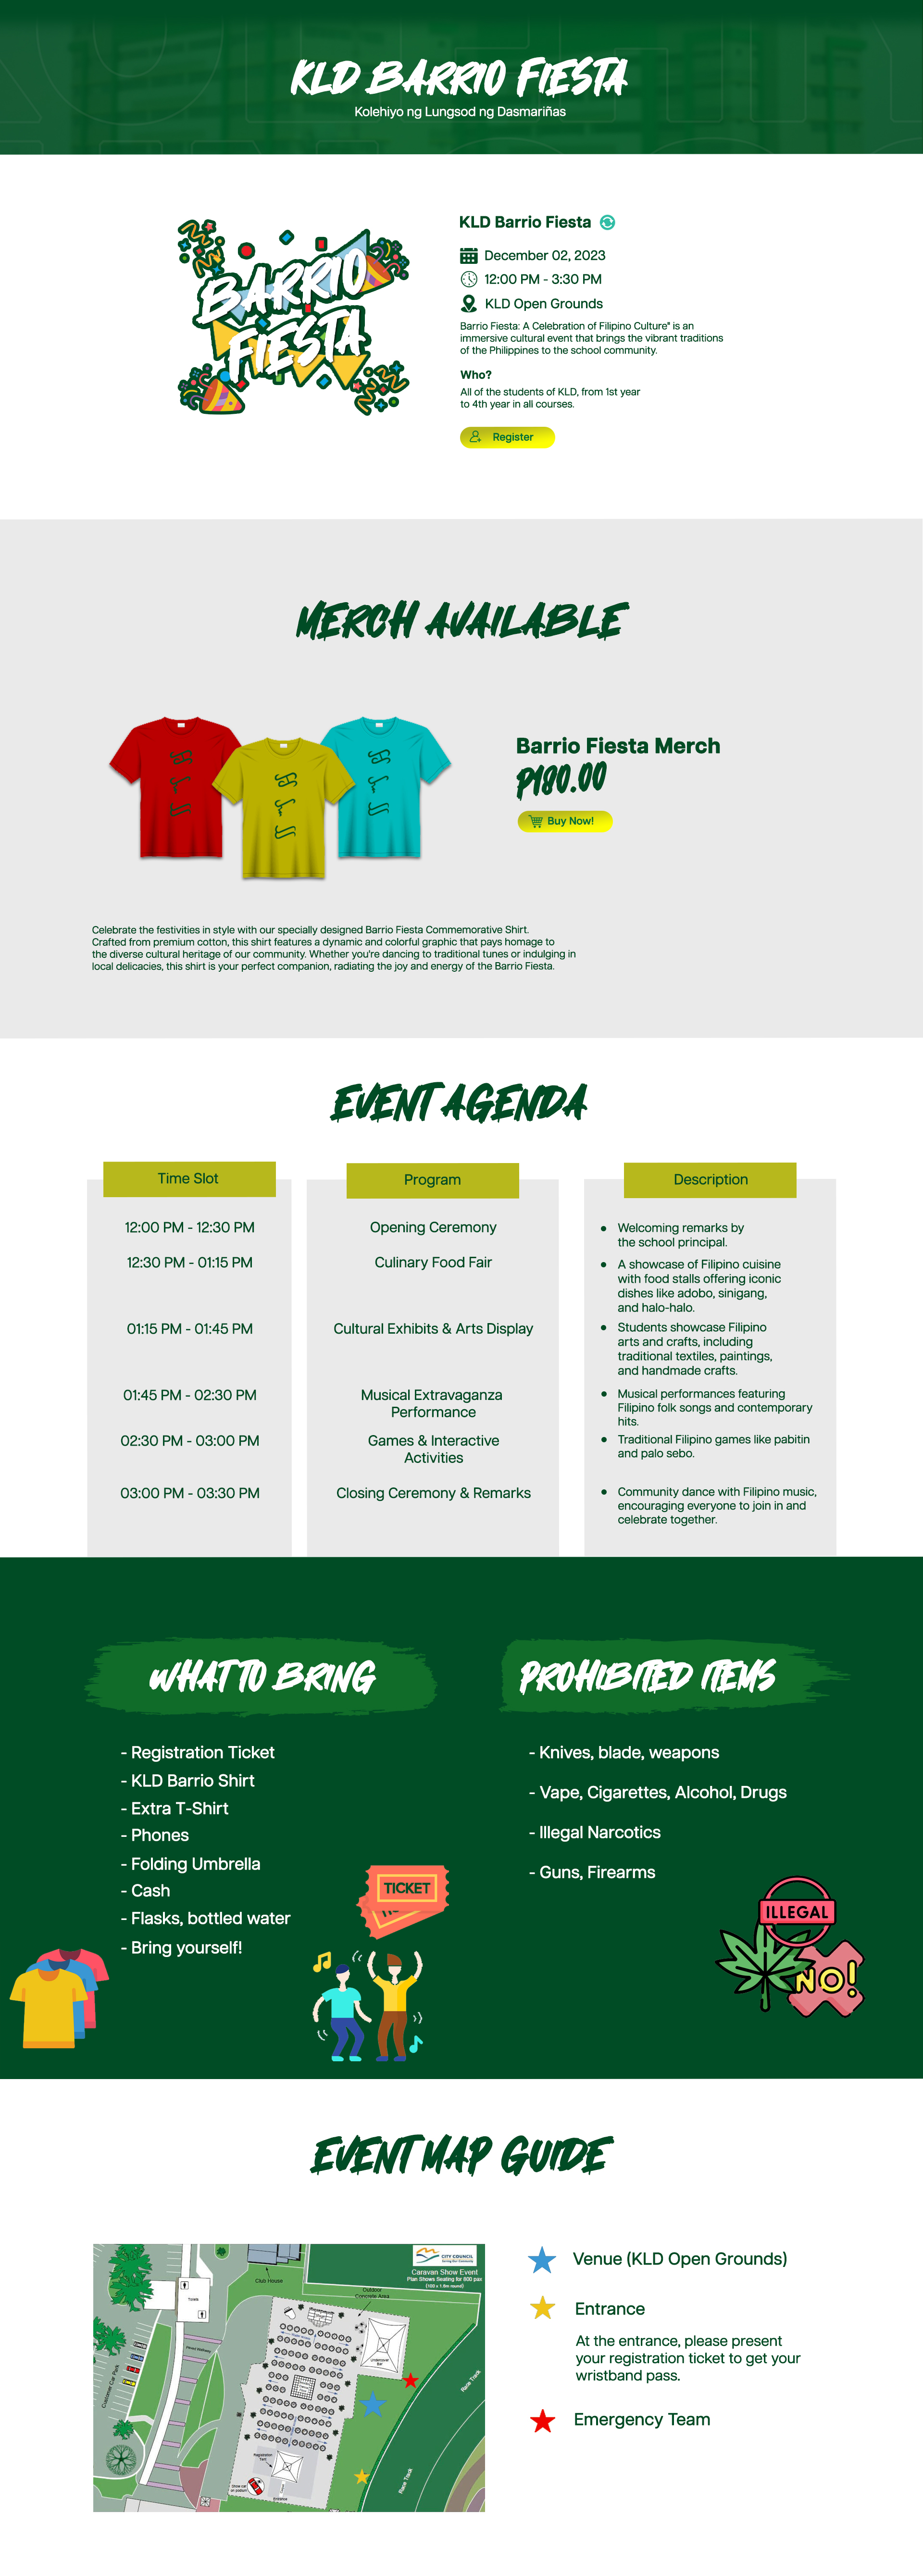 KLD BARRIO FIESTA
Kolehiyo ng Lungsod ng Dasmariñas
BARRIO
FIESTA
KLD Barrio Fiesta
December 02, 2023
12:00 PM - 3:30 PM
KLD Open Grounds
Barrio Fiesta: A Celebration of Filipino Culture" is an
immersive cultural event that brings the vibrant traditions
of the Philippines to the school community.
Who?
All of the students of KLD, from 1st year
to 4th year in all courses.
Register
MERCH AVAILABLE
Barrio Fiesta Merch
₱180.00
Buy Now!
Celebrate the festivities in style with our specially designed Barrio Fiesta Commemorative Shirt.
Crafted from premium cotton, this shirt features a dynamic and colorful graphic that pays homage to
the diverse cultural heritage of our community. Whether you're dancing to traditional tunes or indulging in
local delicacies, this shirt is your perfect companion, radiating the joy and energy of the Barrio Fiesta.
EVENT AGENDA
Time Slot
Program
Description
12:00 PM - 12:30 PM
Opening Ceremony
● Welcoming remarks by
the school principal.
12:30 PM - 01:15 PM
Culinary Food Fair
● A showcase of Filipino cuisine
with food stalls offering iconic
dishes like adobo, sinigang,
and halo-halo.
01:15 PM - 01:45 PM
Cultural Exhibits & Arts Display
● Students showcase Filipino
arts and crafts, including
traditional textiles, paintings,
and handmade crafts.
01:45 PM - 02:30 PM
Musical Extravaganza
Performance
● Musical performances featuring
Filipino folk songs and contemporary
hits.
02:30 PM - 03:00 PM
Games & Interactive
Activities
● Traditional Filipino games like pabitin
and palo sebo.
03:00 PM - 03:30 PM
Closing Ceremony & Remarks
● Community dance with Filipino music,
encouraging everyone to join in and
celebrate together.
WHAT TO BRING
- Registration Ticket
- KLD Barrio Shirt
- Extra T-Shirt
- Phones
- Folding Umbrella
- Cash
- Flasks, bottled water
- Bring yourself!
TICKET
PROHIBITED ITEMS
- Knives, blade, weapons
- Vape, Cigarettes, Alcohol, Drugs
- Illegal Narcotics
- Guns, Firearms
ILLEGAL
NO!
EVENT MAP GUIDE
CITY COUNCIL
Caravan Show Event
Plan Shows Seating for 800 pax
(100 x 1.8m round)
Club House
Outdoor
Concrete Area
Toilets
Customer Car Park
Race Track
Race Track
Registration
Tent
Show car
on podium
Entrance
Venue (KLD Open Grounds)
Entrance
At the entrance, please present
your registration ticket to get your
wristband pass.
Emergency Team